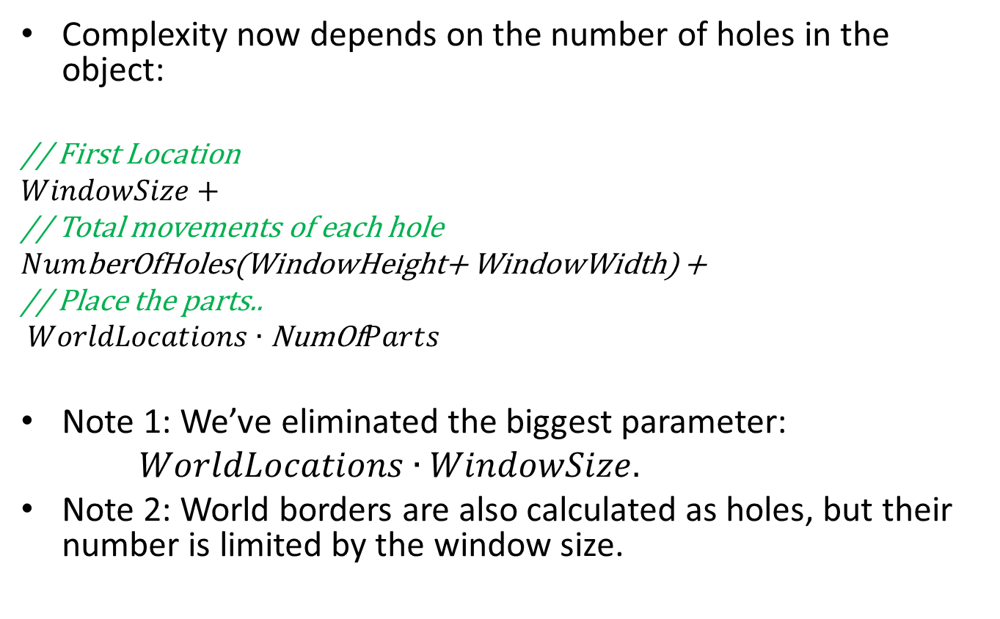 • Complexity now depends on the number of holes in the
object:
// First Location
WindowSize +
// Total movements of each hole
NumberOfHoles(WindowHeight+ WindowWidth) +
// Place the parts..
WorldLocations · NumOfParts
• Note 1: We’ve eliminated the biggest parameter:
WorldLocations · WindowSize.
• Note 2: World borders are also calculated as holes, but their
number is limited by the window size.